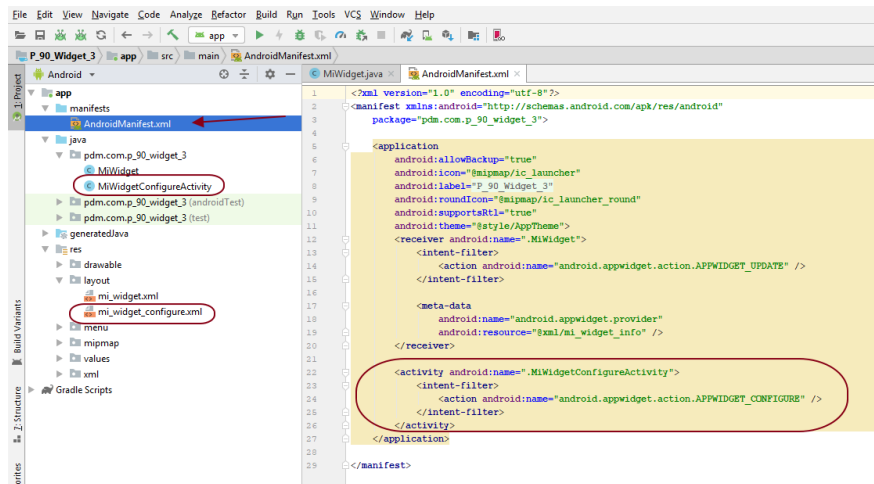 File Edit View Navigate Code Analyze Refactor Build Run Tools VCS Window Help
app
P_90_Widget_3 app src main AndroidManifest.xml
Android
MiWidget.java AndroidManifest.xml
1: Project
app
manifests
AndroidManifest.xml
java
pdm.com.p_90_widget_3
MiWidget
MiWidgetConfigureActivity
pdm.com.p_90_widget_3 (androidTest)
pdm.com.p_90_widget_3 (test)
generatedJava
res
drawable
layout
mi_widget.xml
mi_widget_configure.xml
menu
mipmap
values
xml
Gradle Scripts
Build Variants
Z: Structure
orites
1 <?xml version="1.0" encoding="utf-8"?>
2 <manifest xmlns:android="http://schemas.android.com/apk/res/android"
3 package="pdm.com.p_90_widget_3">
4
5 <application
6 android:allowBackup="true"
7 android:icon="@mipmap/ic_launcher"
8 android:label="P_90_Widget_3"
9 android:roundIcon="@mipmap/ic_launcher_round"
10 android:supportsRtl="true"
11 android:theme="@style/AppTheme">
12 <receiver android:name=".MiWidget">
13 <intent-filter>
14 <action android:name="android.appwidget.action.APPWIDGET_UPDATE" />
15 </intent-filter>
16
17 <meta-data
18 android:name="android.appwidget.provider"
19 android:resource="@xml/mi_widget_info" />
20 </receiver>
21
22 <activity android:name=".MiWidgetConfigureActivity">
23 <intent-filter>
24 <action android:name="android.appwidget.action.APPWIDGET_CONFIGURE" />
25 </intent-filter>
26 </activity>
27 </application>
28
29 </manifest>